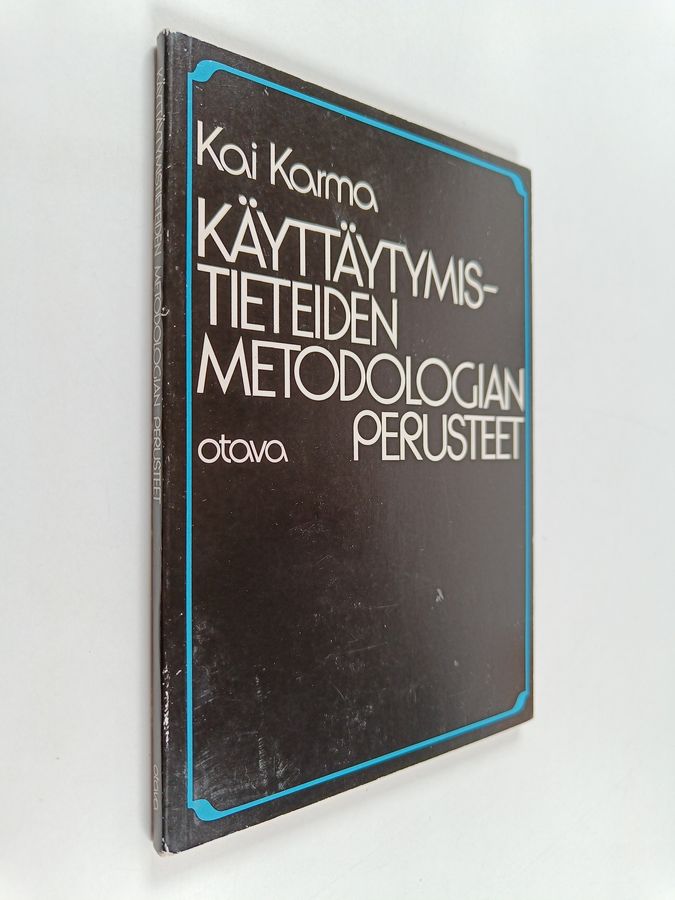 Kai Karma
KÄYTTÄYTYMIS-
TIETEIDEN
METODOLOGIAN
PERUSTEET
otava
KÄYTTÄYTYMISTIETEIDEN METODOLOGIAN PERUSTEET
otava